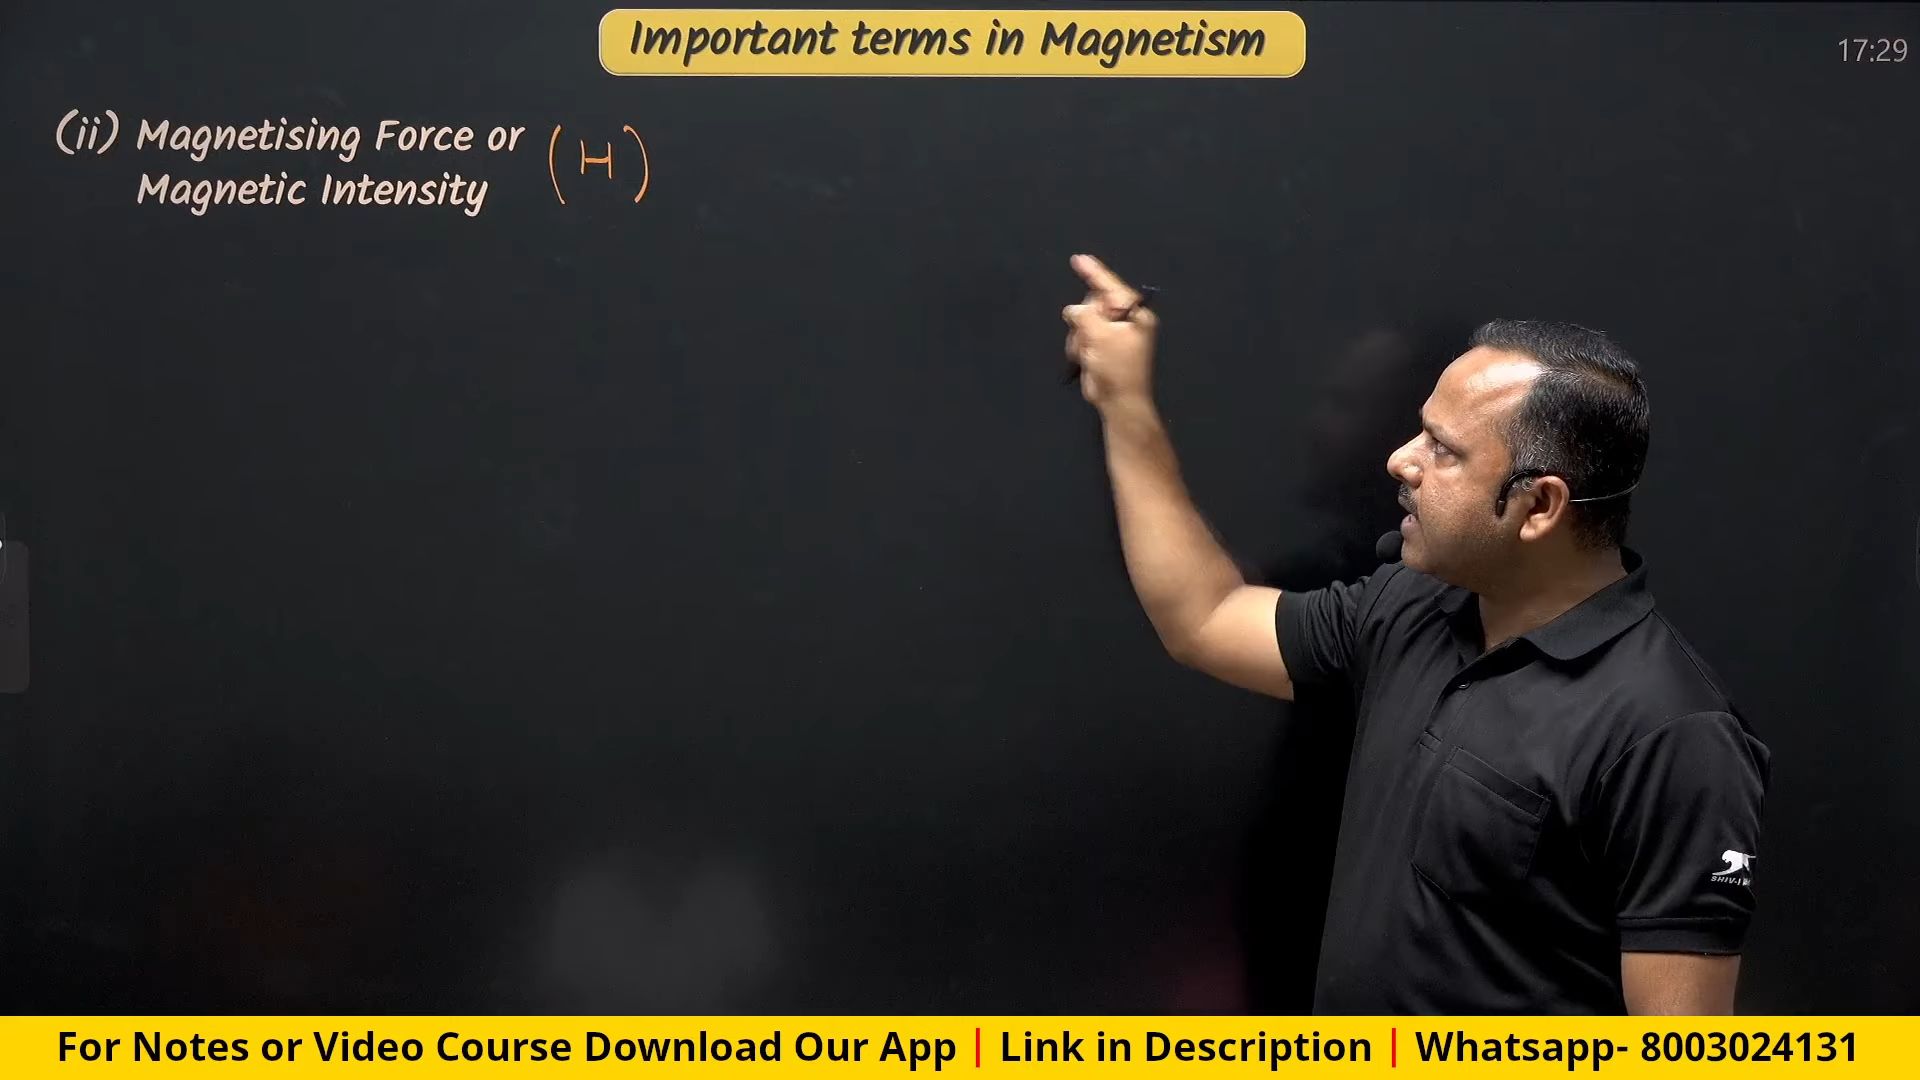 Important terms in Magnetism
17:29
(ii) Magnetising Force or (H)
Magnetic Intensity
For Notes or Video Course Download Our App | Link in Description | Whatsapp- 8003024131